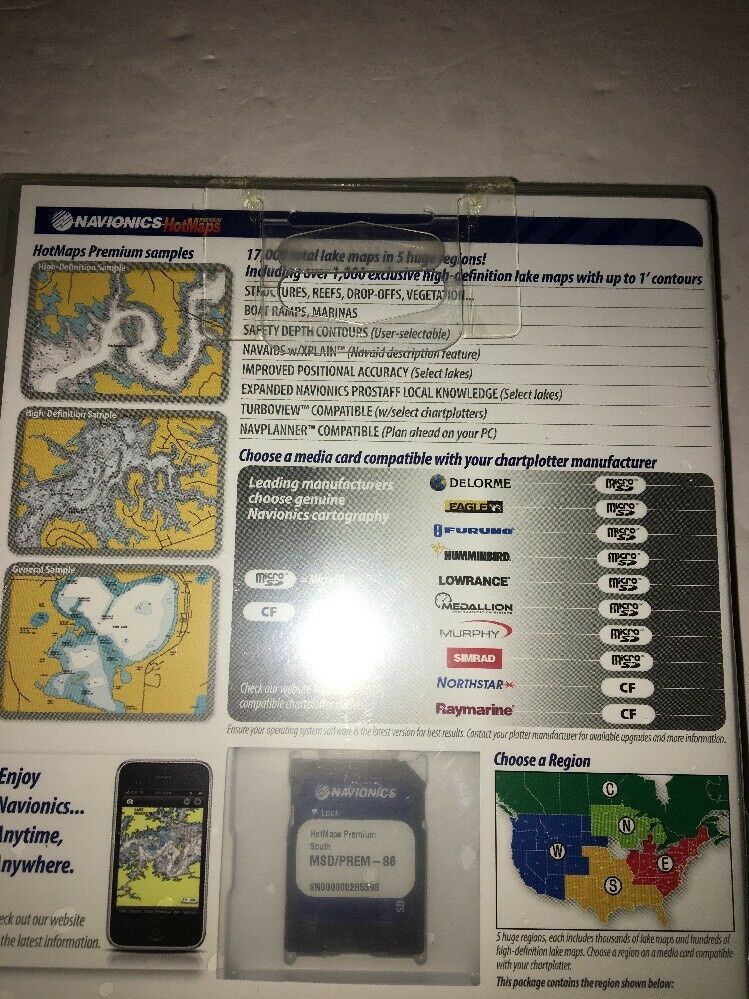 NAVIONICS HotMaps PREMIUM
HotMaps Premium samples
High-Definition Sample
High-Definition Sample
General Sample
17,000 total lake maps in 5 huge regions!
Including over 1,000 exclusive high-definition lake maps with up to 1' contours
STRUCTURES, REEFS, DROP-OFFS, VEGETATION...
BOAT RAMPS, MARINAS
SAFETY DEPTH CONTOURS (User-selectable)
NAVAIDS w/XPLAIN™ (Navaid description feature)
IMPROVED POSITIONAL ACCURACY (Select lakes)
EXPANDED NAVIONICS PROSTAFF LOCAL KNOWLEDGE (Select lakes)
TURBOVIEW™ COMPATIBLE (w/select chartplotters)
NAVPLANNER™ COMPATIBLE (Plan ahead on your PC)
Choose a media card compatible with your chartplotter manufacturer
Leading manufacturers
choose genuine
Navionics cartography
micro SD =
CF
Check our website
compatible chartplotter
DELORME micro SD
EAGLE micro SD
FURUNO micro SD
HUMMINBIRD micro SD
LOWRANCE micro SD
MEDALLION micro SD
MURPHY micro SD
SIMRAD micro SD
NORTHSTAR CF
Raymarine CF
Ensure your operating system software is the latest version for best results. Contact your plotter manufacturer for available upgrades and more information.
Enjoy
Navionics...
Anytime,
nywhere.
eck out our website
the latest information.
NAVIONICS
Lock
HotMaps Premium
South
MSD/PREM-S6
Choose a Region
C
N
W
E
S
5 huge regions, each includes thousands of lake maps and hundreds of
high-definition lake maps. Choose a region on a media card compatible
with your chartplotter.
This package contains the region shown below: